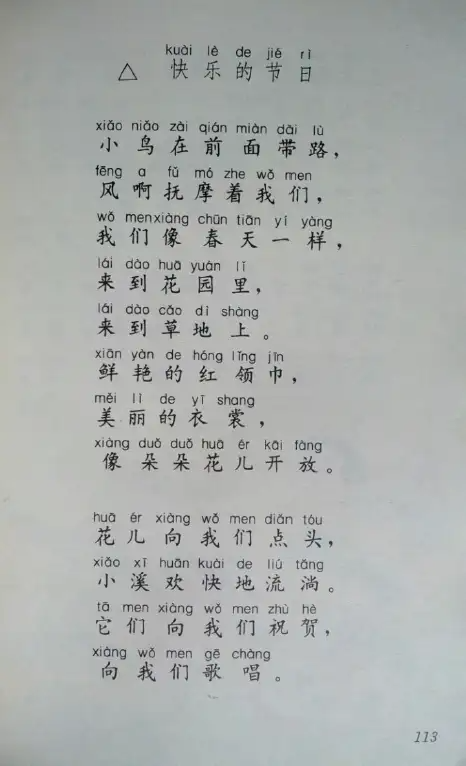 kuài lè de jié rì
△ 快乐的节日
xiǎo niǎo zài qián miàn dài lù
小鸟在前面带路，
fēng a fǔ mó zhe wǒ men
风啊抚摩着我们，
wǒ men xiàng chūn tiān yí yàng
我们像春天一样，
lái dào huā yuán lǐ
来到花园里，
lái dào cǎo dì shàng
来到草地上。
xiān yàn de hóng lǐng jīn
鲜艳的红领巾，
měi lì de yī shang
美丽的衣裳，
xiàng duǒ duǒ huā ér kāi fàng
像朵朵花儿开放。
huā ér xiàng wǒ men diǎn tóu
花儿向我们点头，
xiǎo xī huān kuài de liú tǎng
小溪欢快地流淌。
tā men xiàng wǒ men zhù hè
它们向我们祝贺，
xiàng wǒ men gē chàng
向我们歌唱。
113